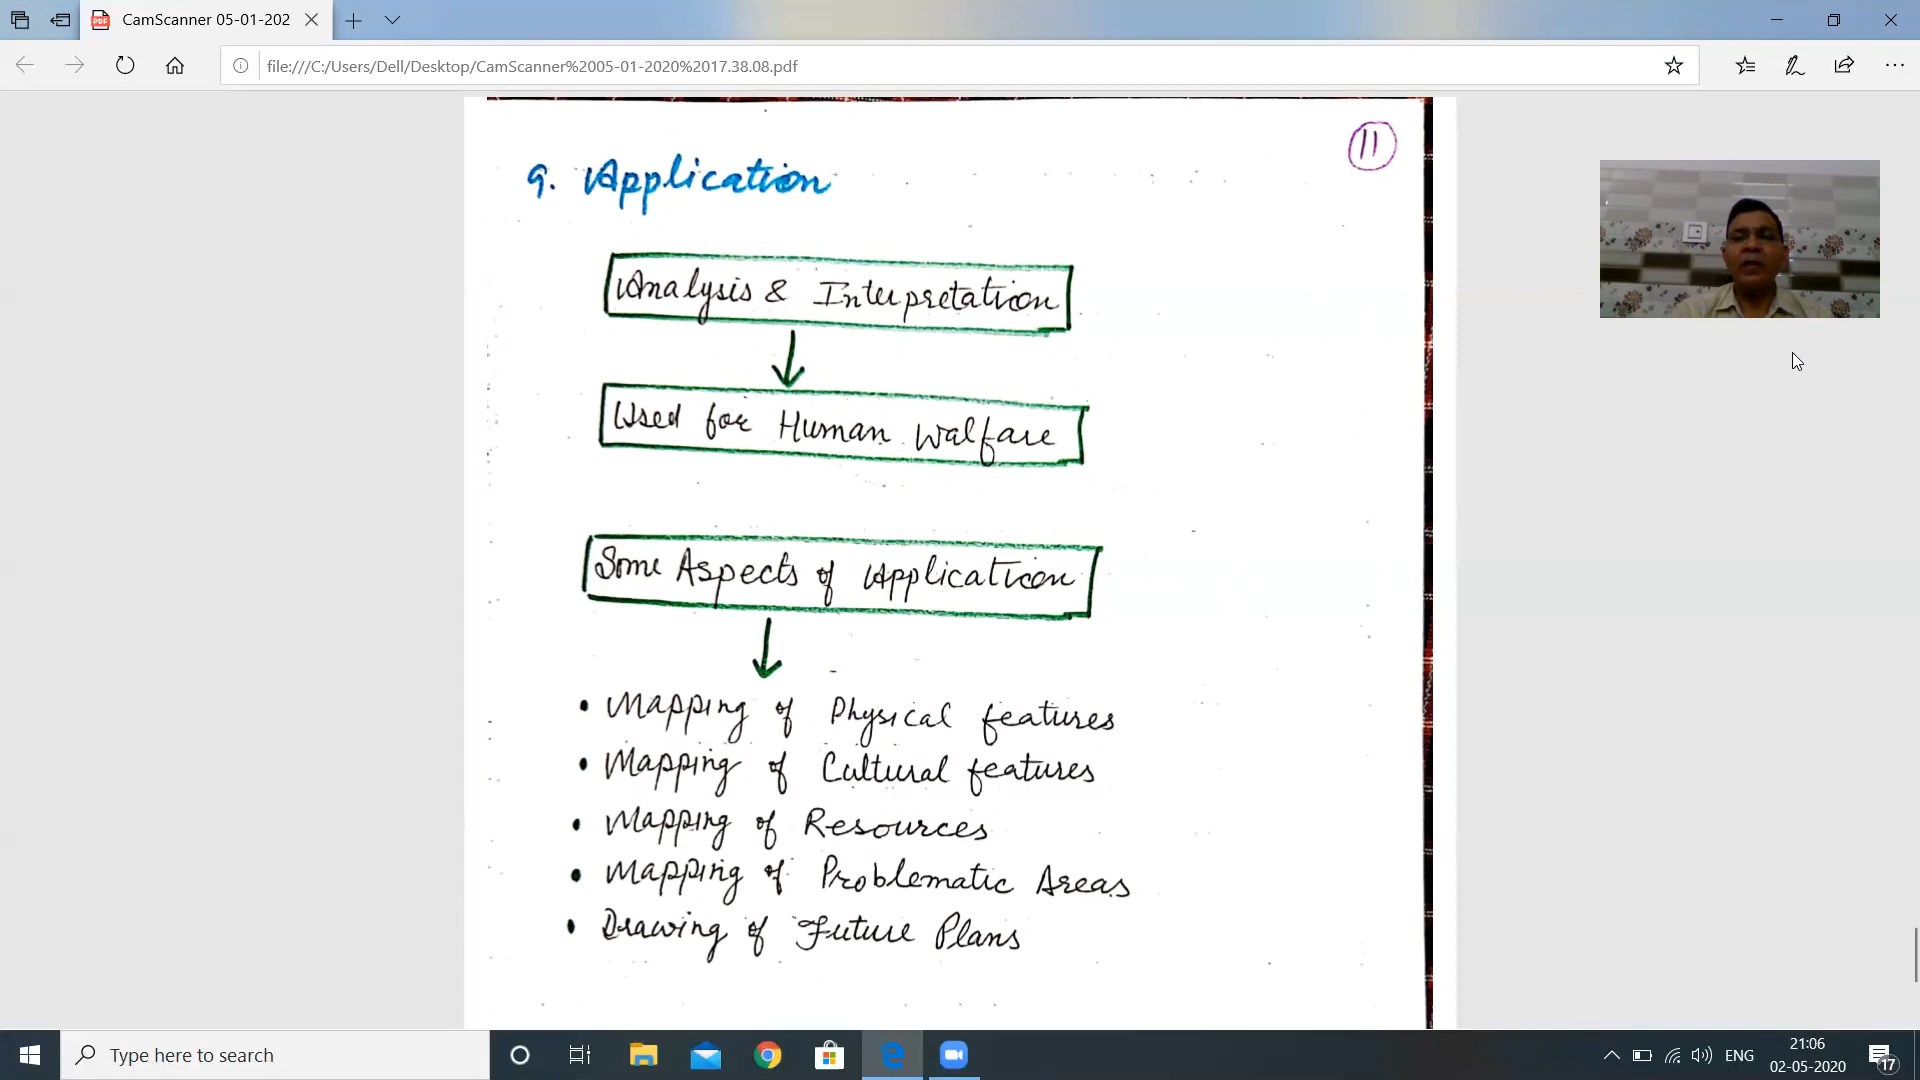 CamScanner 05-01-202
file:///C:/Users/Dell/Desktop/CamScanner%2005-01-2020%2017.38.08.pdf
11
9. Application
Analysis & Interpretation
Used for Human Walfare
Some Aspects of Application
• Mapping of Physical features
• Mapping of Cultural features
• Mapping of Resources
• Mapping of Problematic Areas
• Drawing of Future Plans
Type here to search
ENG
21:06
02-05-2020
17